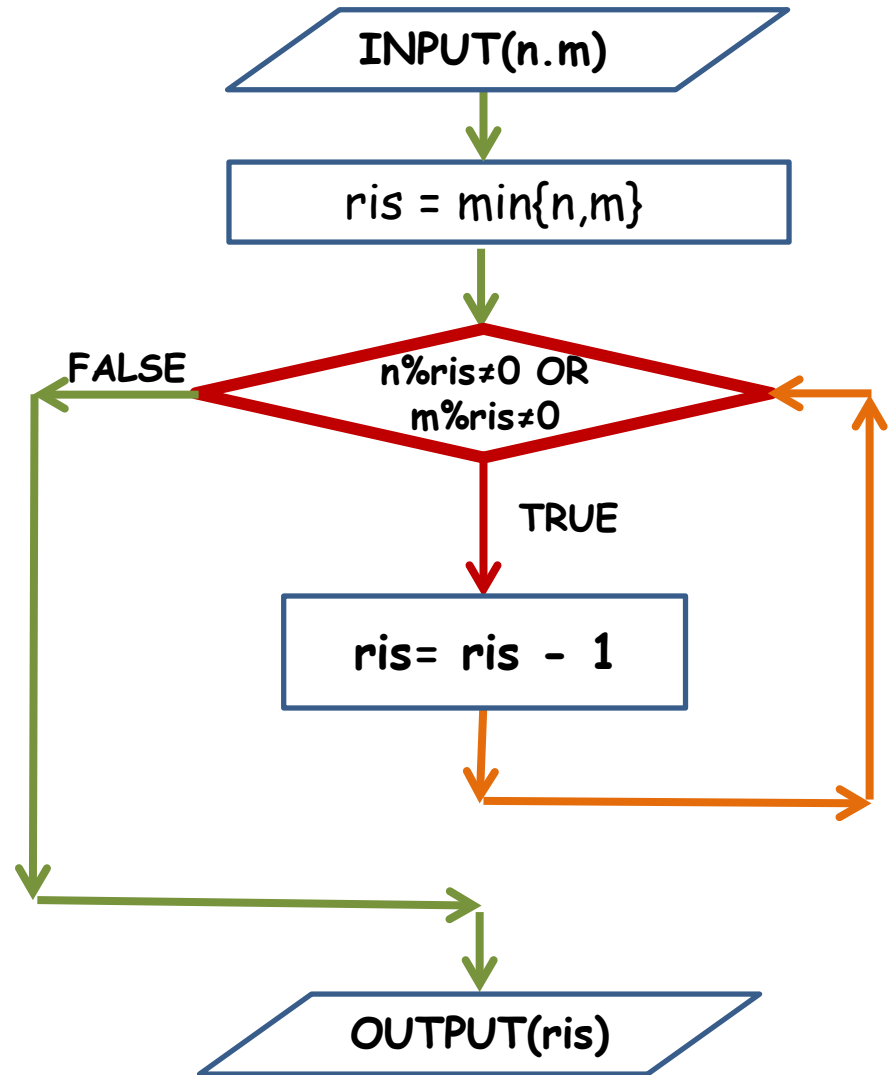 INPUT(n.m)
ris = min{n,m}
FALSE
n%ris≠0 OR
m%ris≠0
TRUE
ris= ris - 1
OUTPUT(ris)